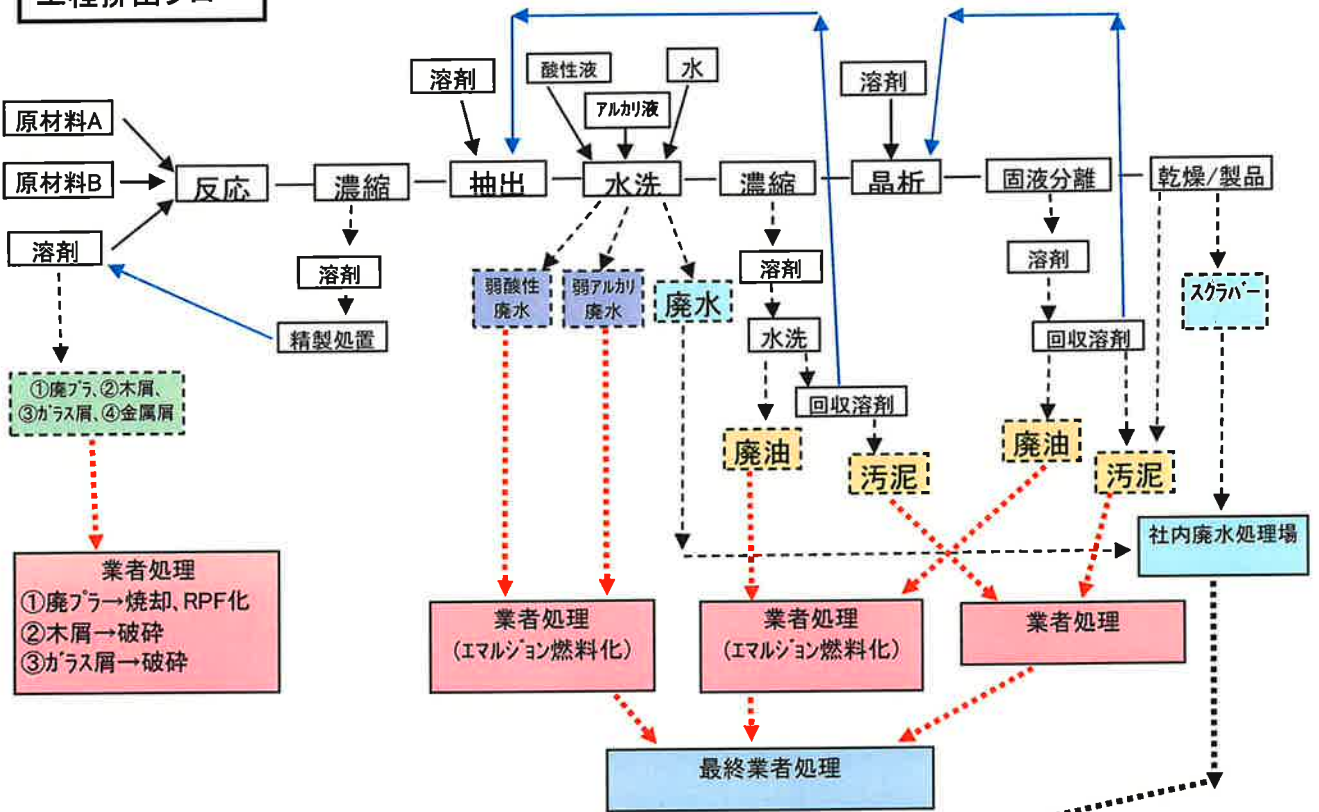 工程排出フロー
溶剤
酸性液
水
溶剤
アルカリ液
原材料A
原材料B
反応
濃縮
抽出
水洗
濃縮
晶析
固液分離
乾燥/製品
溶剤
溶剤
溶剤
溶剤
弱酸性
廃水
弱アルカリ
廃水
廃水
スクラバー
精製処置
水洗
回収溶剤
①廃プラ、②木屑、
③ガラス屑、④金属屑
回収溶剤
廃油
汚泥
廃油
汚泥
社内廃水処理場
業者処理
①廃プラ→焼却、RPF化
②木屑→破砕
③ガラス屑→破砕
業者処理
(エマルジョン燃料化)
業者処理
(エマルジョン燃料化)
業者処理
最終業者処理